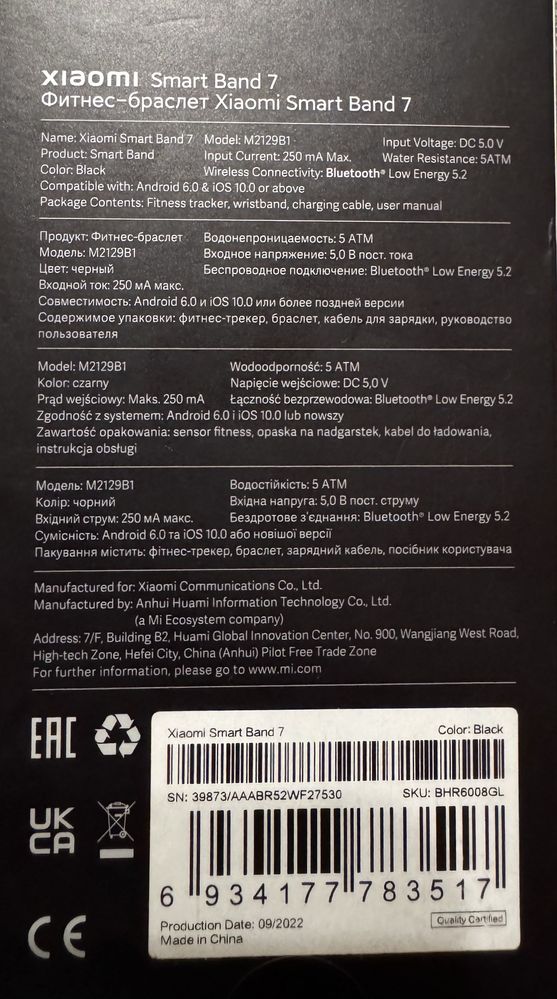 xiaomi Smart Band 7
Фитнес-браслет Xiaomi Smart Band 7
Name: Xiaomi Smart Band 7 Model: M2129B1 Input Voltage: DC 5.0 V
Product: Smart Band Input Current: 250 mA Max. Water Resistance: 5ATM
Color: Black Wireless Connectivity: Bluetooth® Low Energy 5.2
Compatible with: Android 6.0 & iOS 10.0 or above
Package Contents: Fitness tracker, wristband, charging cable, user manual
Продукт: Фитнес-браслет Водонепроницаемость: 5 ATM
Модель: M2129B1 Входное напряжение: 5,0 В пост. тока
Цвет: черный Беспроводное подключение: Bluetooth® Low Energy 5.2
Входной ток: 250 мА макс.
Совместимость: Android 6.0 и iOS 10.0 или более поздней версии
Содержимое упаковки: фитнес-трекер, браслет, кабель для зарядки, руководство
пользователя
Model: M2129B1 Wodoodporność: 5 ATM
Kolor: czarny Napięcie wejściowe: DC 5,0 V
Prąd wejściowy: Maks. 250 mA Łączność bezprzewodowa: Bluetooth® Low Energy 5.2
Zgodność z systemem: Android 6.0 i iOS 10.0 lub nowszy
Zawartość opakowania: sensor fitness, opaska na nadgarstek, kabel do ładowania,
instrukcja obsługi
Модель: M2129B1 Водостійкість: 5 ATM
Колір: чорний Вхідна напруга: 5,0 В пост. струму
Вхідний струм: 250 мА макс. Бездротове з'єднання: Bluetooth® Low Energy 5.2
Сумісність: Android 6.0 та iOS 10.0 або новішої версії
Пакування містить: фітнес-трекер, браслет, зарядний кабель, посібник користувача
Manufactured for: Xiaomi Communications Co., Ltd.
Manufactured by: Anhui Huami Information Technology Co., Ltd.
(a Mi Ecosystem company)
Address: 7/F, Building B2, Huami Global Innovation Center, No. 900, Wangjiang West Road,
High-tech Zone, Hefei City, China (Anhui) Pilot Free Trade Zone
For further information, please go to www.mi.com
EAC
UK
CA
CE
Xiaomi Smart Band 7 Color: Black
SN: 39873/AAABR52WF27530 SKU: BHR6008GL
6 934177 783517
Production Date: 09/2022 Quality Certified
Made in China